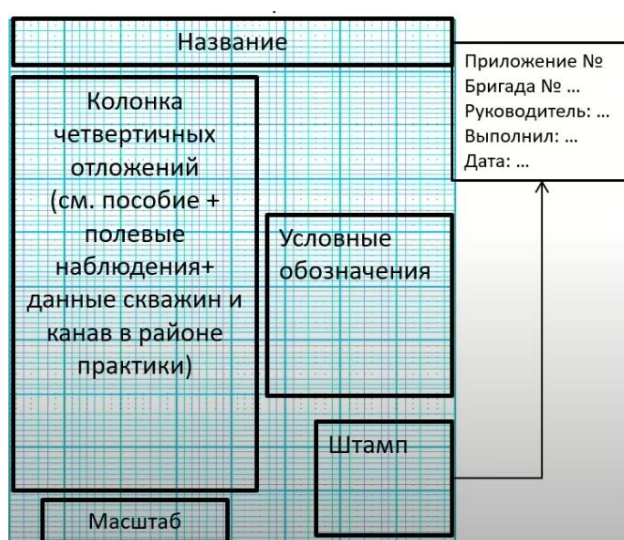 Название
Приложение №
Бригада № ...
Руководитель: ...
Выполнил: ...
Дата: ...
Колонка
четвертичных
отложений
(см. пособие +
полевые
наблюдения+
данные скважин и
канав в районе
практики)
Условные
обозначения
Штамп
Масштаб